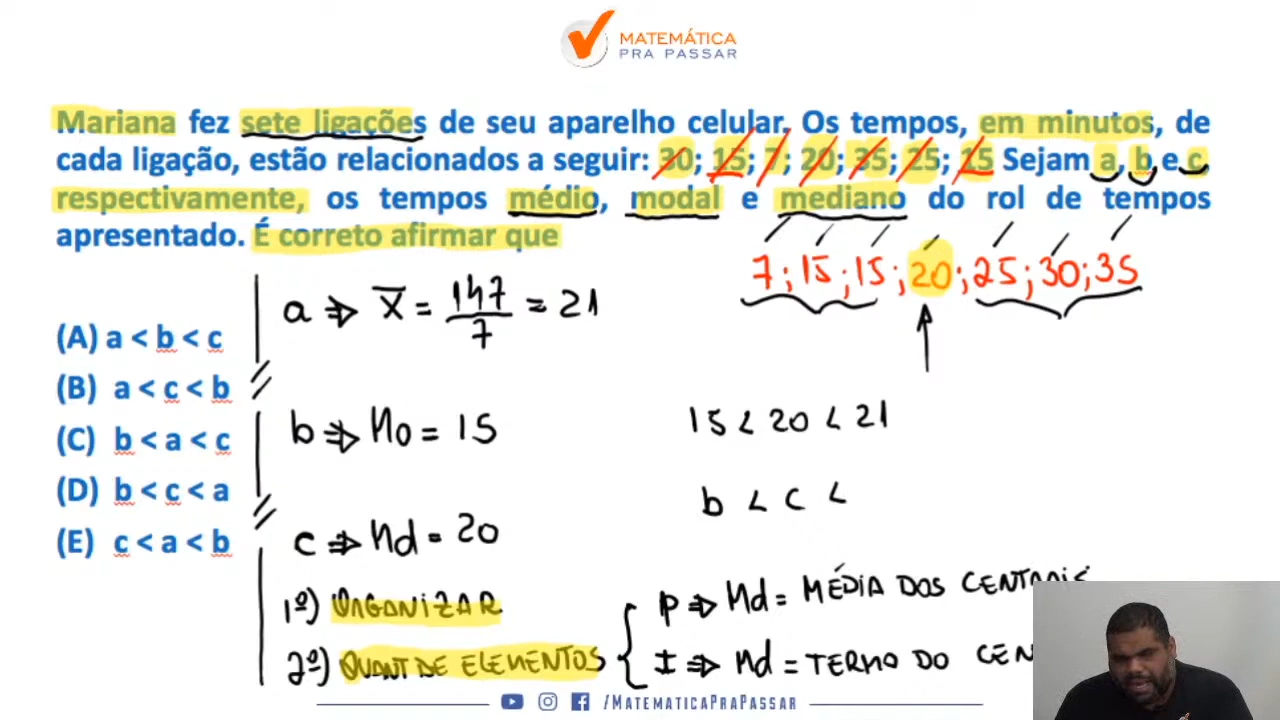 MATEMÁTICA
PRA PASSAR
Mariana fez sete ligações de seu aparelho celular. Os tempos, em minutos, de
cada ligação, estão relacionados a seguir: 30; 15; 7; 20; 35; 25; 15 Sejam a, b e c,
respectivamente, os tempos médio, modal e mediano do rol de tempos
apresentado. É correto afirmar que
7; 15; 15; 20; 25; 30; 35
a ⇒ X̄ = 147/7 = 21
(A) a < b < c
(B) a < c < b
15 < 20 < 21
b ⇒ Mo = 15
(C) b < a < c
(D) b < c < a
b < c <
(E) c < a < b
c ⇒ Md = 20
1º) ORGANIZAR
P ⇒ Md = MÉDIA DOS CENTRAIS
2º) QUANT DE ELEMENTOS
I ⇒ Md = TERMO DO CEN
/MATEMATICAPRAPASSAR